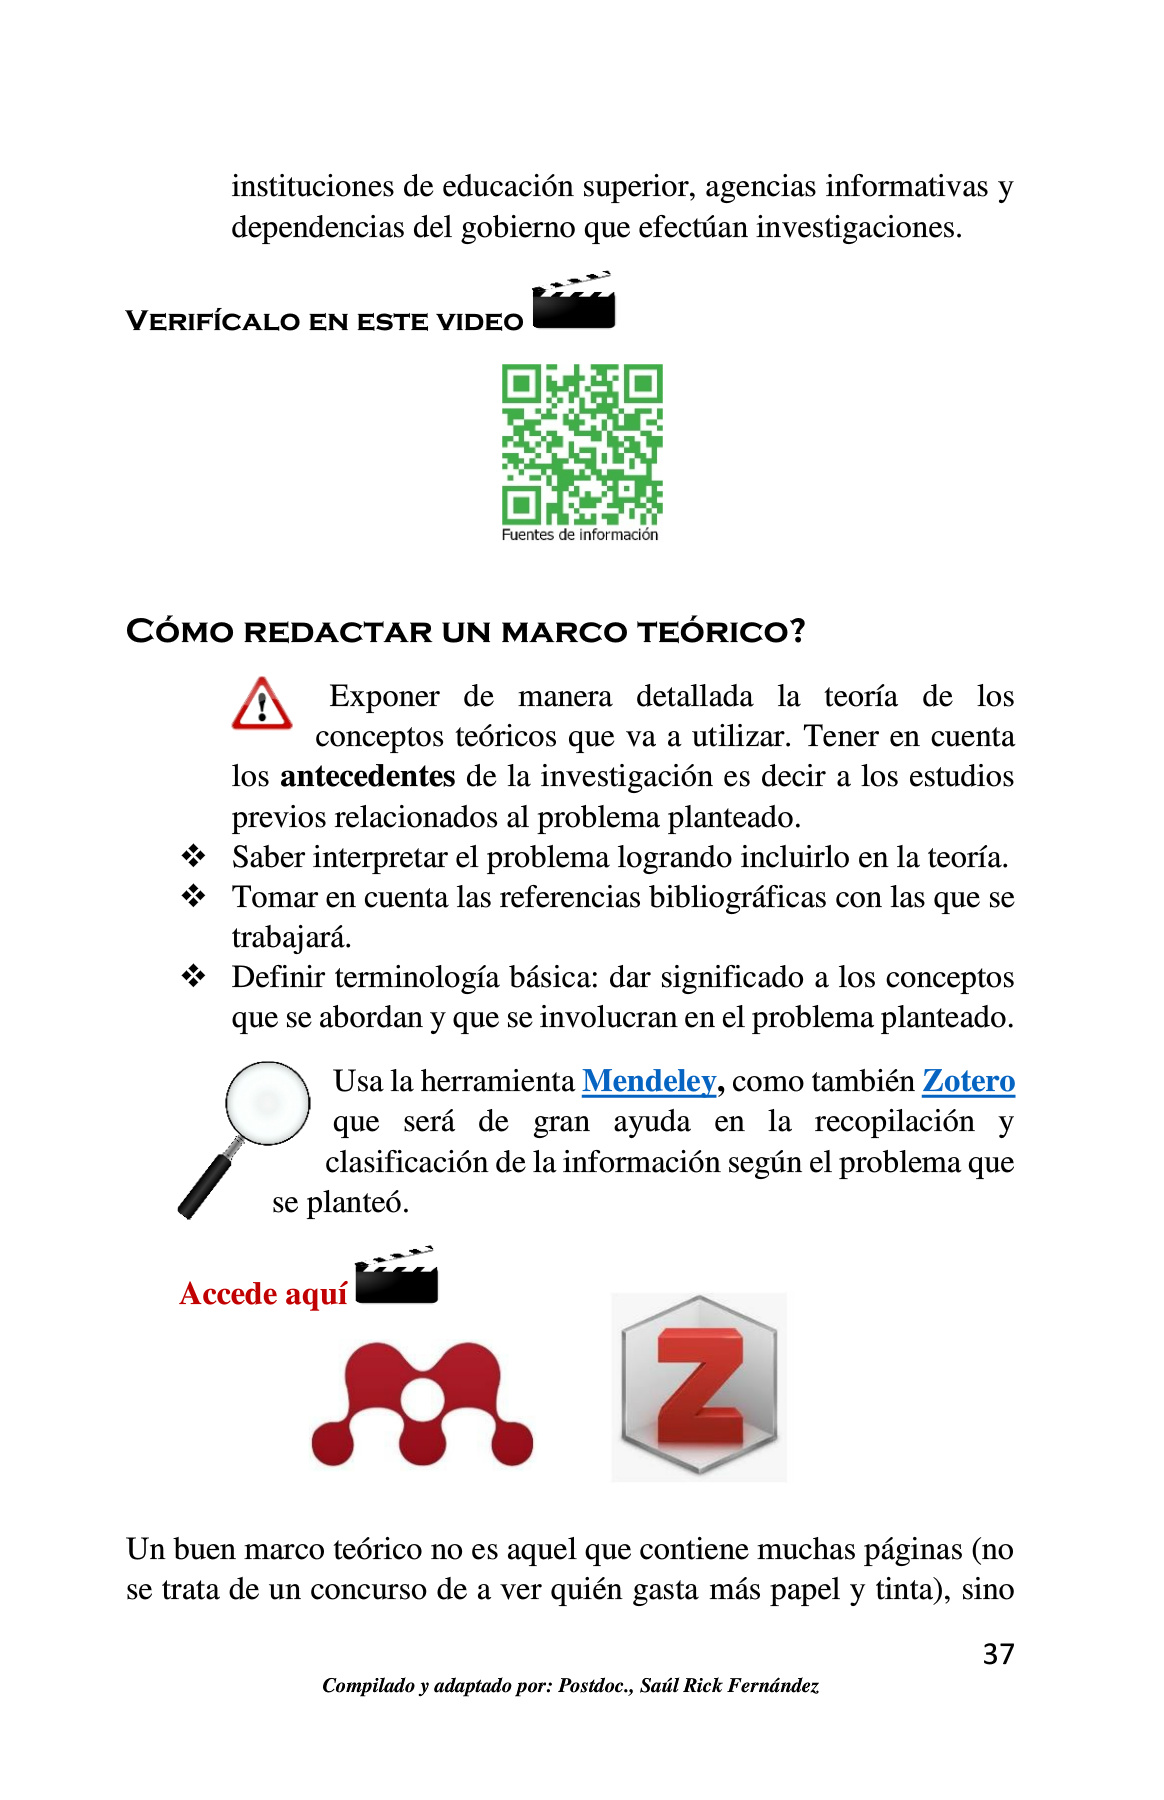 instituciones de educación superior, agencias informativas y
dependencias del gobierno que efectúan investigaciones.
Verifícalo en este video
Fuentes de información
Cómo redactar un marco teórico?
Exponer de manera detallada la teoría de los
conceptos teóricos que va a utilizar. Tener en cuenta
los antecedentes de la investigación es decir a los estudios
previos relacionados al problema planteado.
❖ Saber interpretar el problema logrando incluirlo en la teoría.
❖ Tomar en cuenta las referencias bibliográficas con las que se
trabajará.
❖ Definir terminología básica: dar significado a los conceptos
que se abordan y que se involucran en el problema planteado.
Usa la herramienta Mendeley, como también Zotero
que será de gran ayuda en la recopilación y
clasificación de la información según el problema que
se planteó.
Accede aquí
Z
Un buen marco teórico no es aquel que contiene muchas páginas (no
se trata de un concurso de a ver quién gasta más papel y tinta), sino
37
Compilado y adaptado por: Postdoc., Saúl Rick Fernández